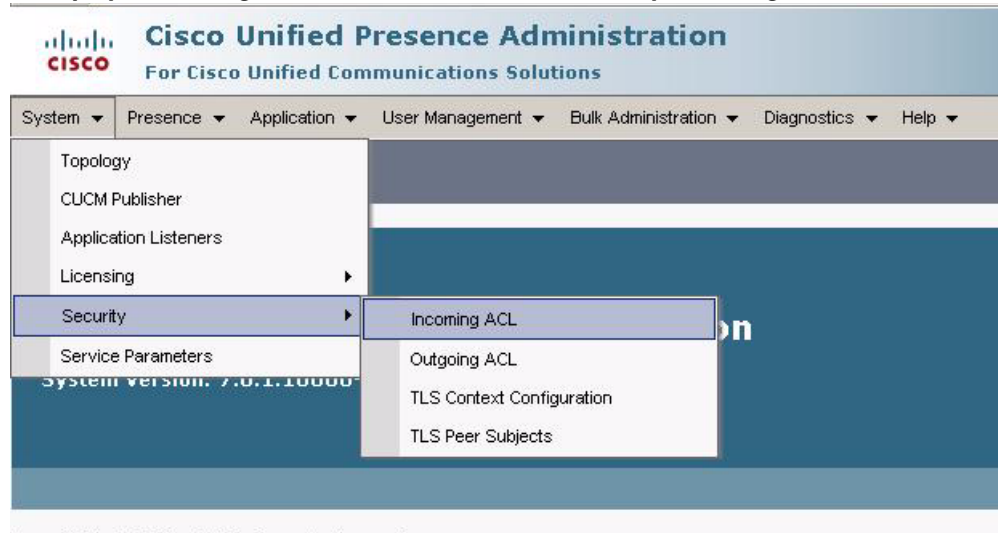 CISCO
Cisco Unified Presence Administration
For Cisco Unified Communications Solutions
System Presence Application User Management Bulk Administration Diagnostics Help
Topology
CUCM Publisher
Application Listeners
Licensing
Security
Service Parameters
Incoming ACL
Outgoing ACL
TLS Context Configuration
TLS Peer Subjects
on
System